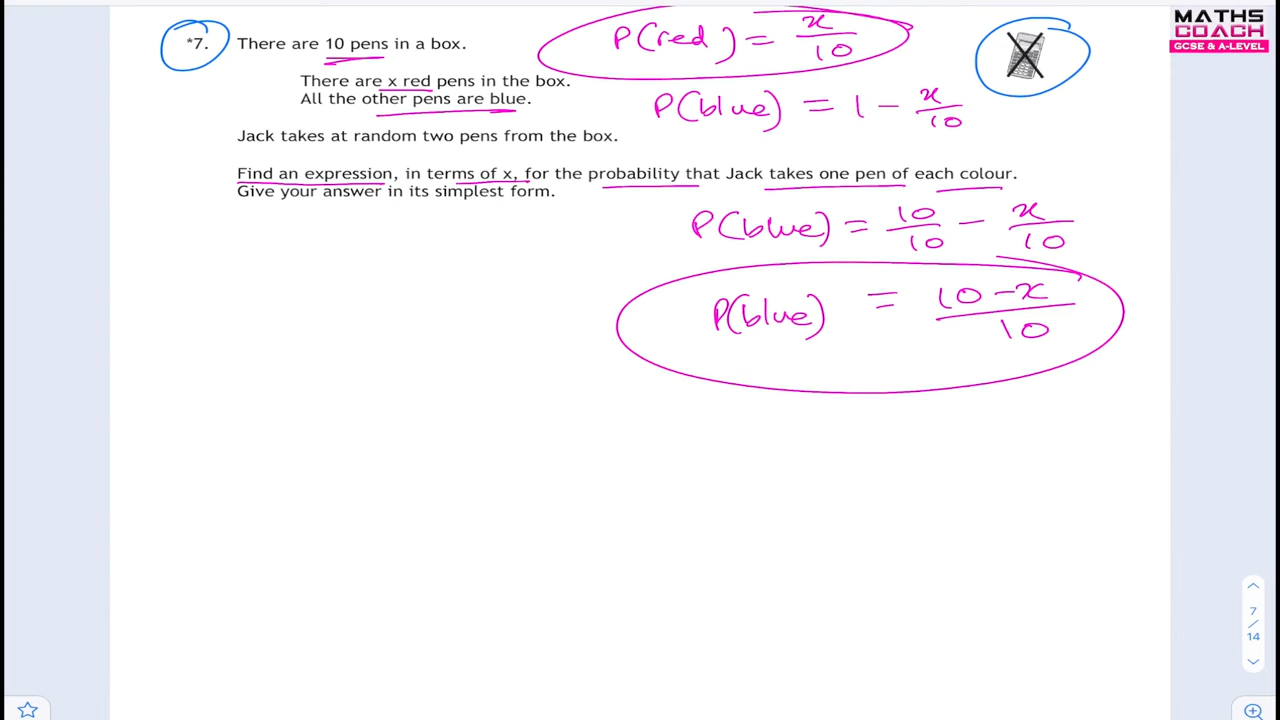 P(red) = x/10
MATHS
COACH
GCSE & A-LEVEL
*7. There are 10 pens in a box.
There are x red pens in the box.
All the other pens are blue.
P(blue) = 1 - x/10
Jack takes at random two pens from the box.
Find an expression, in terms of x, for the probability that Jack takes one pen of each colour.
Give your answer in its simplest form.
P(blue) = 10/10 - x/10
P(blue) = 10-x/10
7
/
14